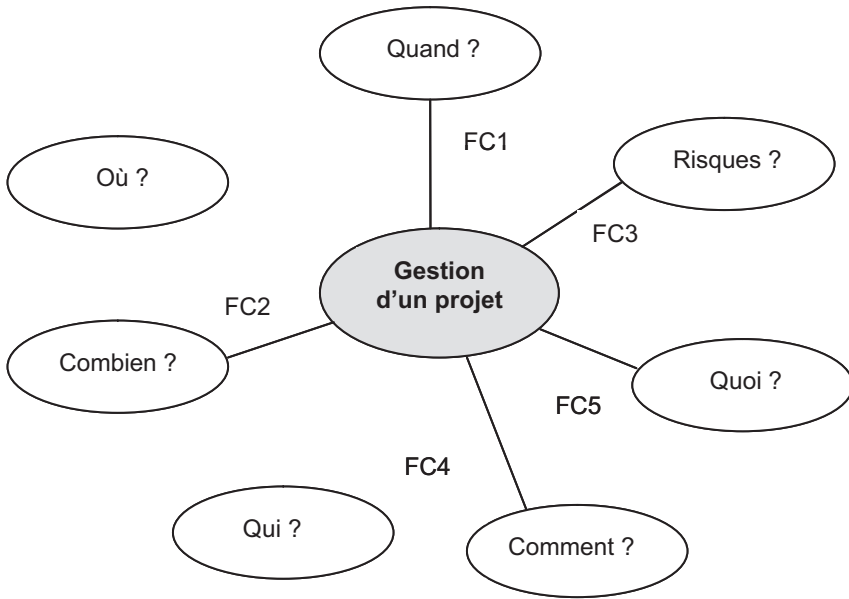 Quand ?
FC1
Risques ?
Où ?
FC3
Gestion
d'un projet
FC2
Combien ?
Quoi ?
FC5
FC4
Qui ?
Comment ?